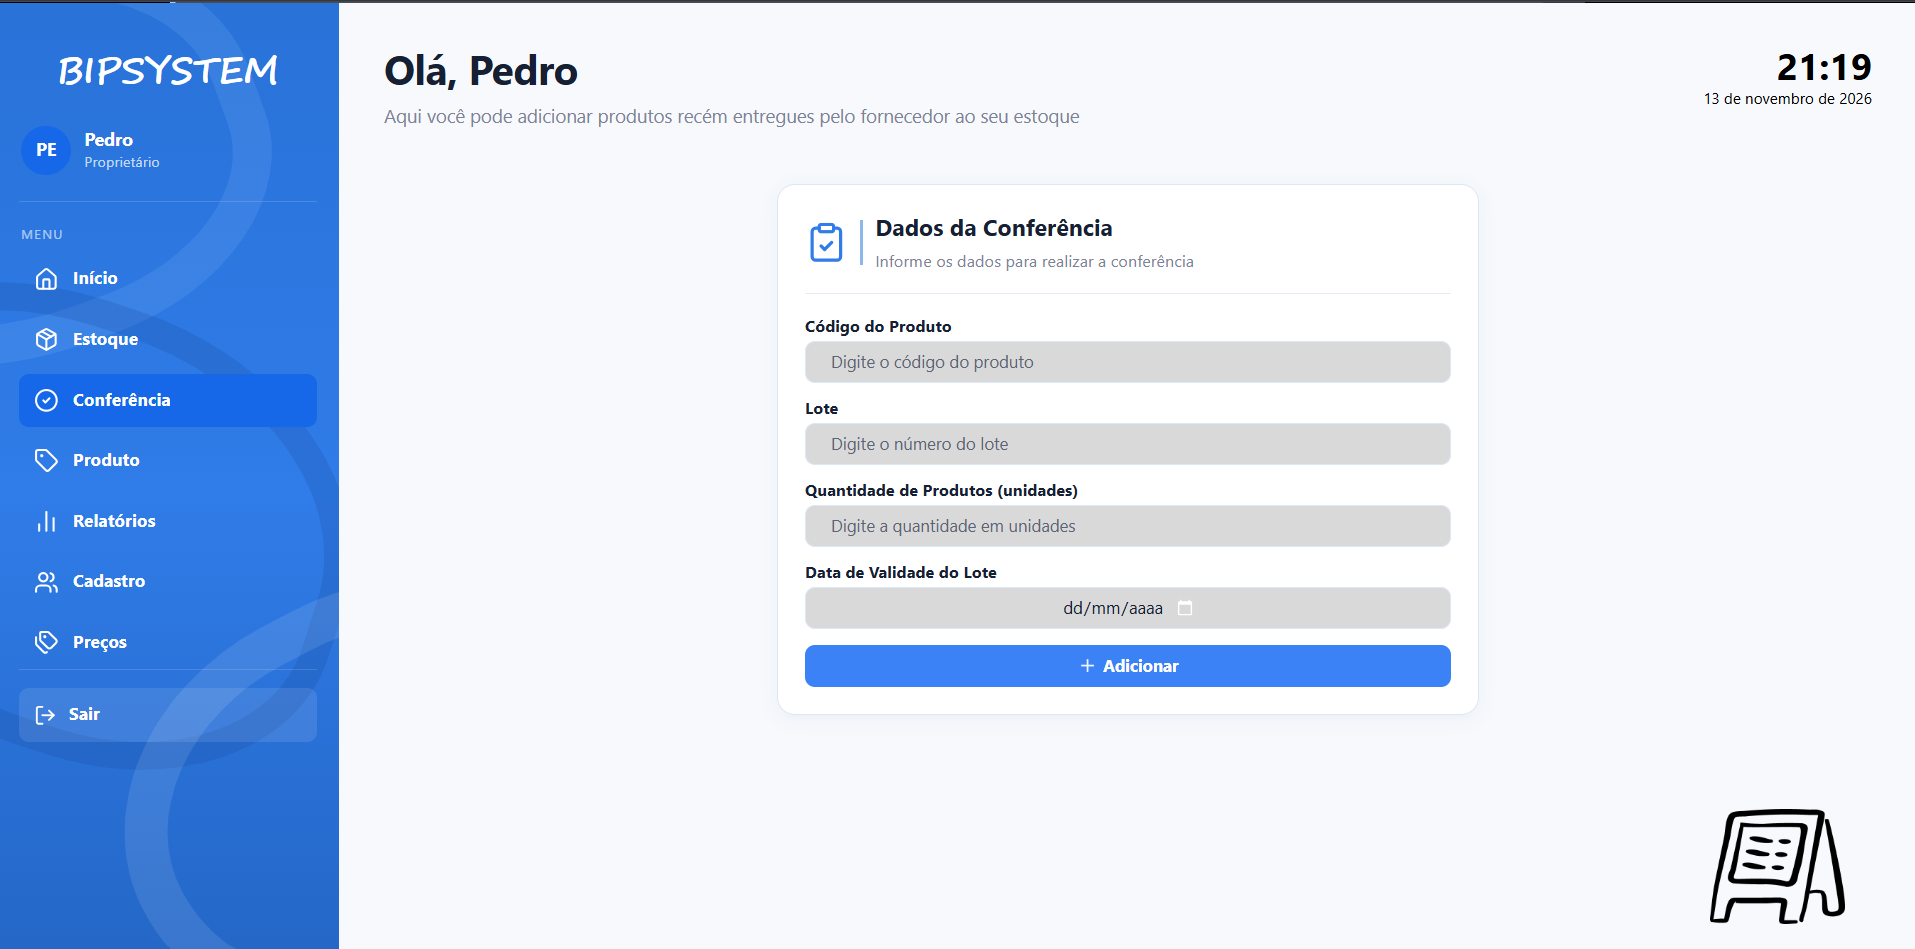 BIPSYSTEM
PE
Pedro
Proprietário
MENU
Início
Estoque
Conferência
Produto
Relatórios
Cadastro
Preços
Sair
Olá, Pedro
Aqui você pode adicionar produtos recém entregues pelo fornecedor ao seu estoque
21:19
13 de novembro de 2026
Dados da Conferência
Informe os dados para realizar a conferência
Código do Produto
Digite o código do produto
Lote
Digite o número do lote
Quantidade de Produtos (unidades)
Digite a quantidade em unidades
Data de Validade do Lote
dd/mm/aaaa
+ Adicionar